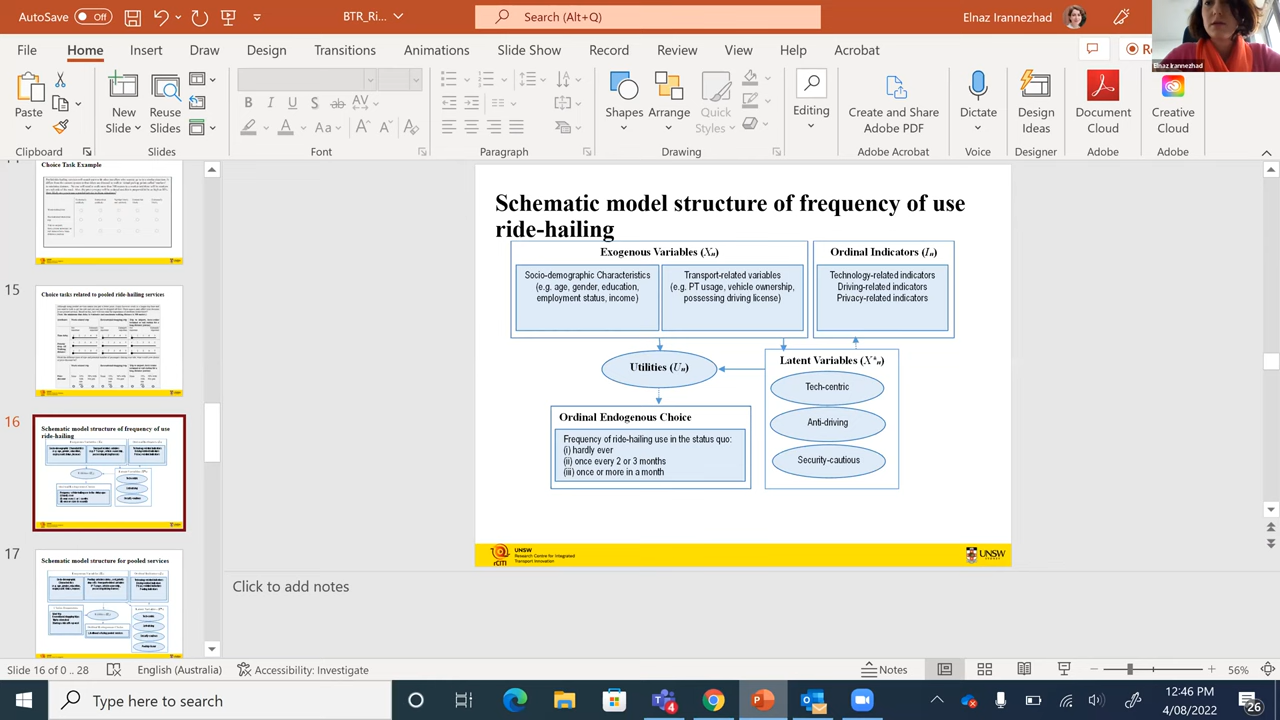 AutoSave Off
BTR_Ri...
Search (Alt+Q)
Elnaz Irannezhad
File Home Insert Draw Design Transitions Animations Slide Show Record Review View Help Acrobat
Elnaz Irannezhad
Paste
New Slide
Reuse Slides
Shapes
Arrange
Quick Styles
Editing
Create and Share Adobe PDF
Dictate
Design Ideas
Document Cloud
Creative Cloud
Clipboard Slides Font Paragraph Drawing Adobe Acrobat Voice Designer Adobe Adobe
Choice Task Example
15
Choice tasks related to pooled ride-hailing services
16
Schematic model structure of frequency of use
ride-hailing
17
Schematic model structure for pooled services
Schematic model structure of frequency of use
ride-hailing
Exogenous Variables (Xn)
Socio-demographic Characteristics
(e.g. age, gender, education,
employment status, income)
Transport-related variables
(e.g. PT usage, vehicle ownership,
possessing driving license)
Ordinal Indicators (In)
Technology-related indicators
Driving-related indicators
Privacy-related indicators
Utilities (Un)
Latent Variables (X*n)
Tech-centric
Anti-driving
Security-cautious
Ordinal Endogenous Choice
Frequency of ride-hailing use in the status quo:
(i) hardly ever
(ii) once every 2 or 3 months
(iii) once or more in a month
rCITI
UNSW
Research Centre for Integrated
Transport Innovation
UNSW
SYDNEY
Click to add notes
Slide 16 of 0 .. 28
English (Australia)
Accessibility: Investigate
Notes
56%
Type here to search
4
12:46 PM
4/08/2022
26